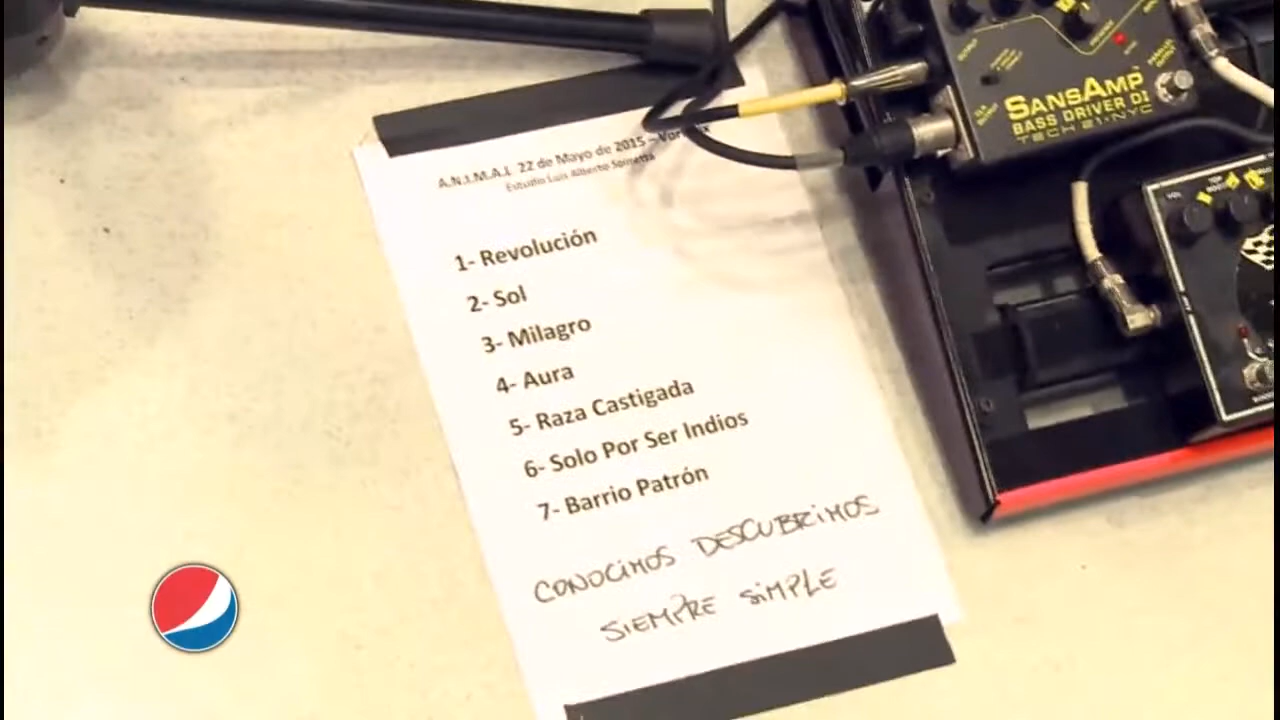 A.N.I.M.A.L 22 de Mayo de 2015 –
Estudio Luis Alberto Spinetta
1- Revolución
2- Sol
3- Milagro
4- Aura
5- Raza Castigada
6- Solo Por Ser Indios
7- Barrio Patrón
CONOCIMOS DESCUBRIMOS
SIEMPRE SIMPLE
SANSAMP
BASS DRIVER DI
TECH 21 NYC